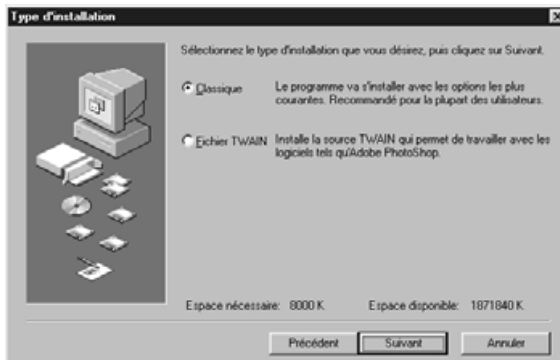 Type d'installation
Sélectionnez le type d'installation que vous désirez, puis cliquez sur Suivant.
Classique
Le programme va s'installer avec les options les plus
courantes. Recommandé pour la plupart des utilisateurs.
Fichier TWAIN
Installe la source TWAIN qui permet de travailler avec les
logiciels tels qu'Adobe PhotoShop.
Espace nécessaire: 8000 K
Espace disponible: 1871840 K
Précédent
Suivant
Annuler